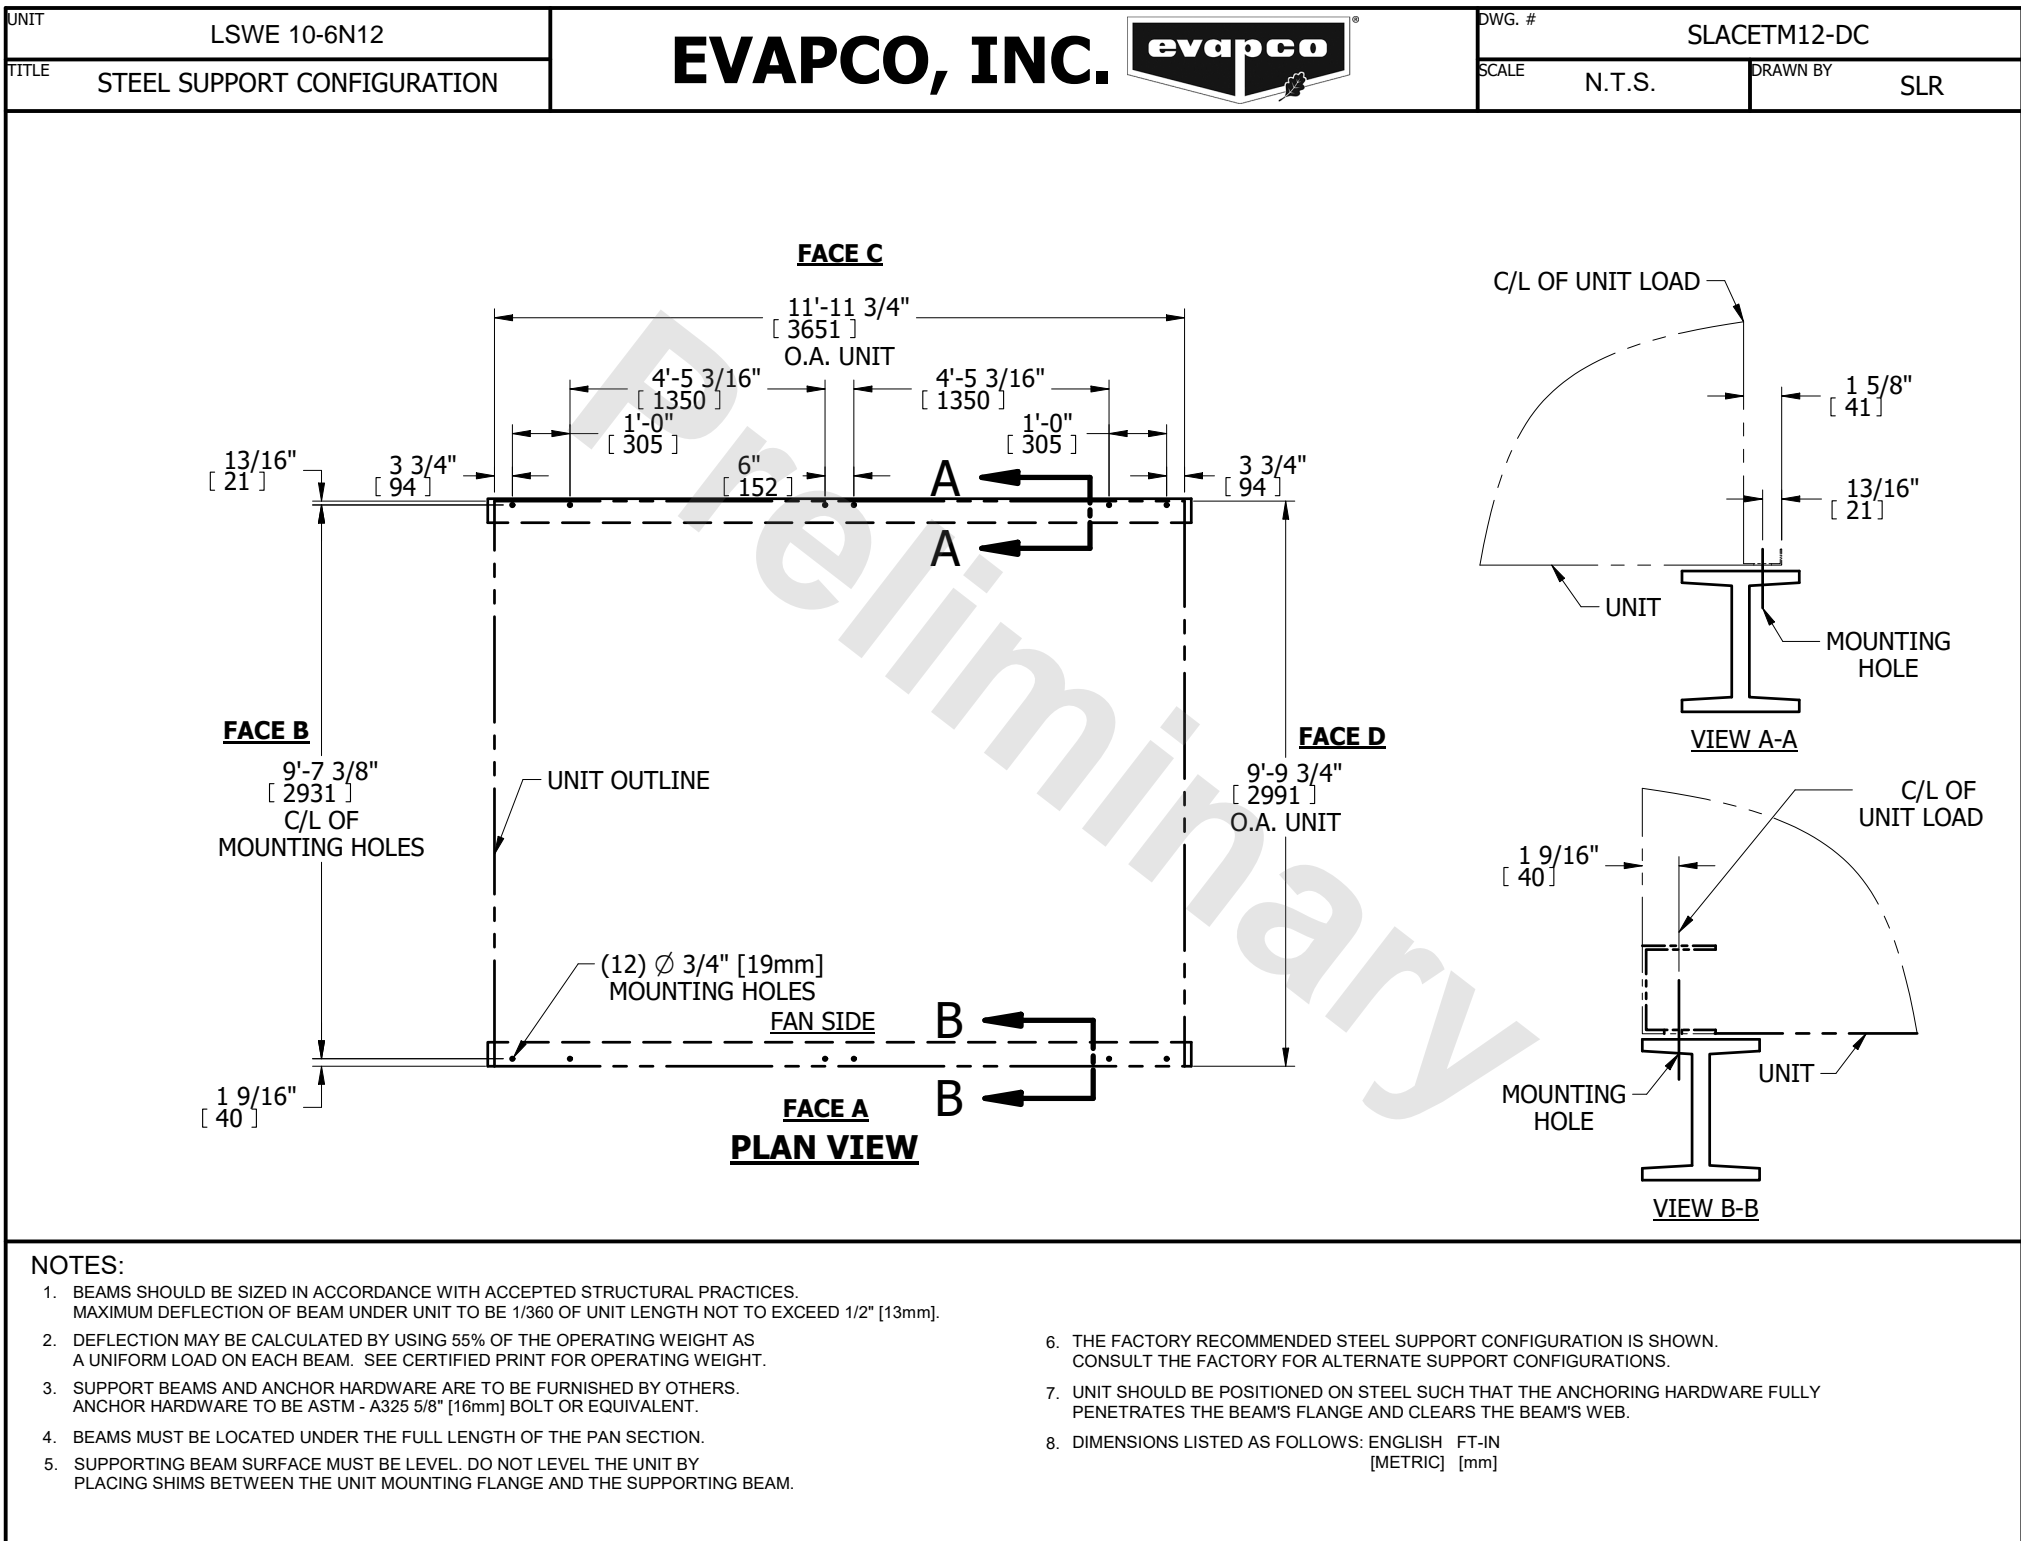 UNIT
LSWE 10-6N12
TITLE
STEEL SUPPORT CONFIGURATION
EVAPCO, INC.
evapco
®
DWG. #
SLACETM12-DC
SCALE
N.T.S.
DRAWN BY
SLR
FACE C
11'-11 3/4"
[ 3651 ]
O.A. UNIT
4'-5 3/16"
[ 1350 ]
4'-5 3/16"
[ 1350 ]
1'-0"
[ 305 ]
1'-0"
[ 305 ]
13/16"
[ 21 ]
3 3/4"
[ 94 ]
6"
[ 152 ]
3 3/4"
[ 94 ]
A
A
FACE B
9'-7 3/8"
[ 2931 ]
C/L OF
MOUNTING HOLES
UNIT OUTLINE
FACE D
9'-9 3/4"
[ 2991 ]
O.A. UNIT
(12) Ø 3/4" [19mm]
MOUNTING HOLES
FAN SIDE
B
B
1 9/16"
[ 40 ]
FACE A
PLAN VIEW
Preliminary
C/L OF UNIT LOAD
1 5/8"
[ 41 ]
13/16"
[ 21 ]
UNIT
MOUNTING
HOLE
VIEW A-A
C/L OF
UNIT LOAD
1 9/16"
[ 40 ]
UNIT
MOUNTING
HOLE
VIEW B-B
NOTES:
1. BEAMS SHOULD BE SIZED IN ACCORDANCE WITH ACCEPTED STRUCTURAL PRACTICES.
MAXIMUM DEFLECTION OF BEAM UNDER UNIT TO BE 1/360 OF UNIT LENGTH NOT TO EXCEED 1/2" [13mm].
2. DEFLECTION MAY BE CALCULATED BY USING 55% OF THE OPERATING WEIGHT AS
A UNIFORM LOAD ON EACH BEAM. SEE CERTIFIED PRINT FOR OPERATING WEIGHT.
3. SUPPORT BEAMS AND ANCHOR HARDWARE ARE TO BE FURNISHED BY OTHERS.
ANCHOR HARDWARE TO BE ASTM - A325 5/8" [16mm] BOLT OR EQUIVALENT.
4. BEAMS MUST BE LOCATED UNDER THE FULL LENGTH OF THE PAN SECTION.
5. SUPPORTING BEAM SURFACE MUST BE LEVEL. DO NOT LEVEL THE UNIT BY
PLACING SHIMS BETWEEN THE UNIT MOUNTING FLANGE AND THE SUPPORTING BEAM.
6. THE FACTORY RECOMMENDED STEEL SUPPORT CONFIGURATION IS SHOWN.
CONSULT THE FACTORY FOR ALTERNATE SUPPORT CONFIGURATIONS.
7. UNIT SHOULD BE POSITIONED ON STEEL SUCH THAT THE ANCHORING HARDWARE FULLY
PENETRATES THE BEAM'S FLANGE AND CLEARS THE BEAM'S WEB.
8. DIMENSIONS LISTED AS FOLLOWS: ENGLISH FT-IN
[METRIC] [mm]